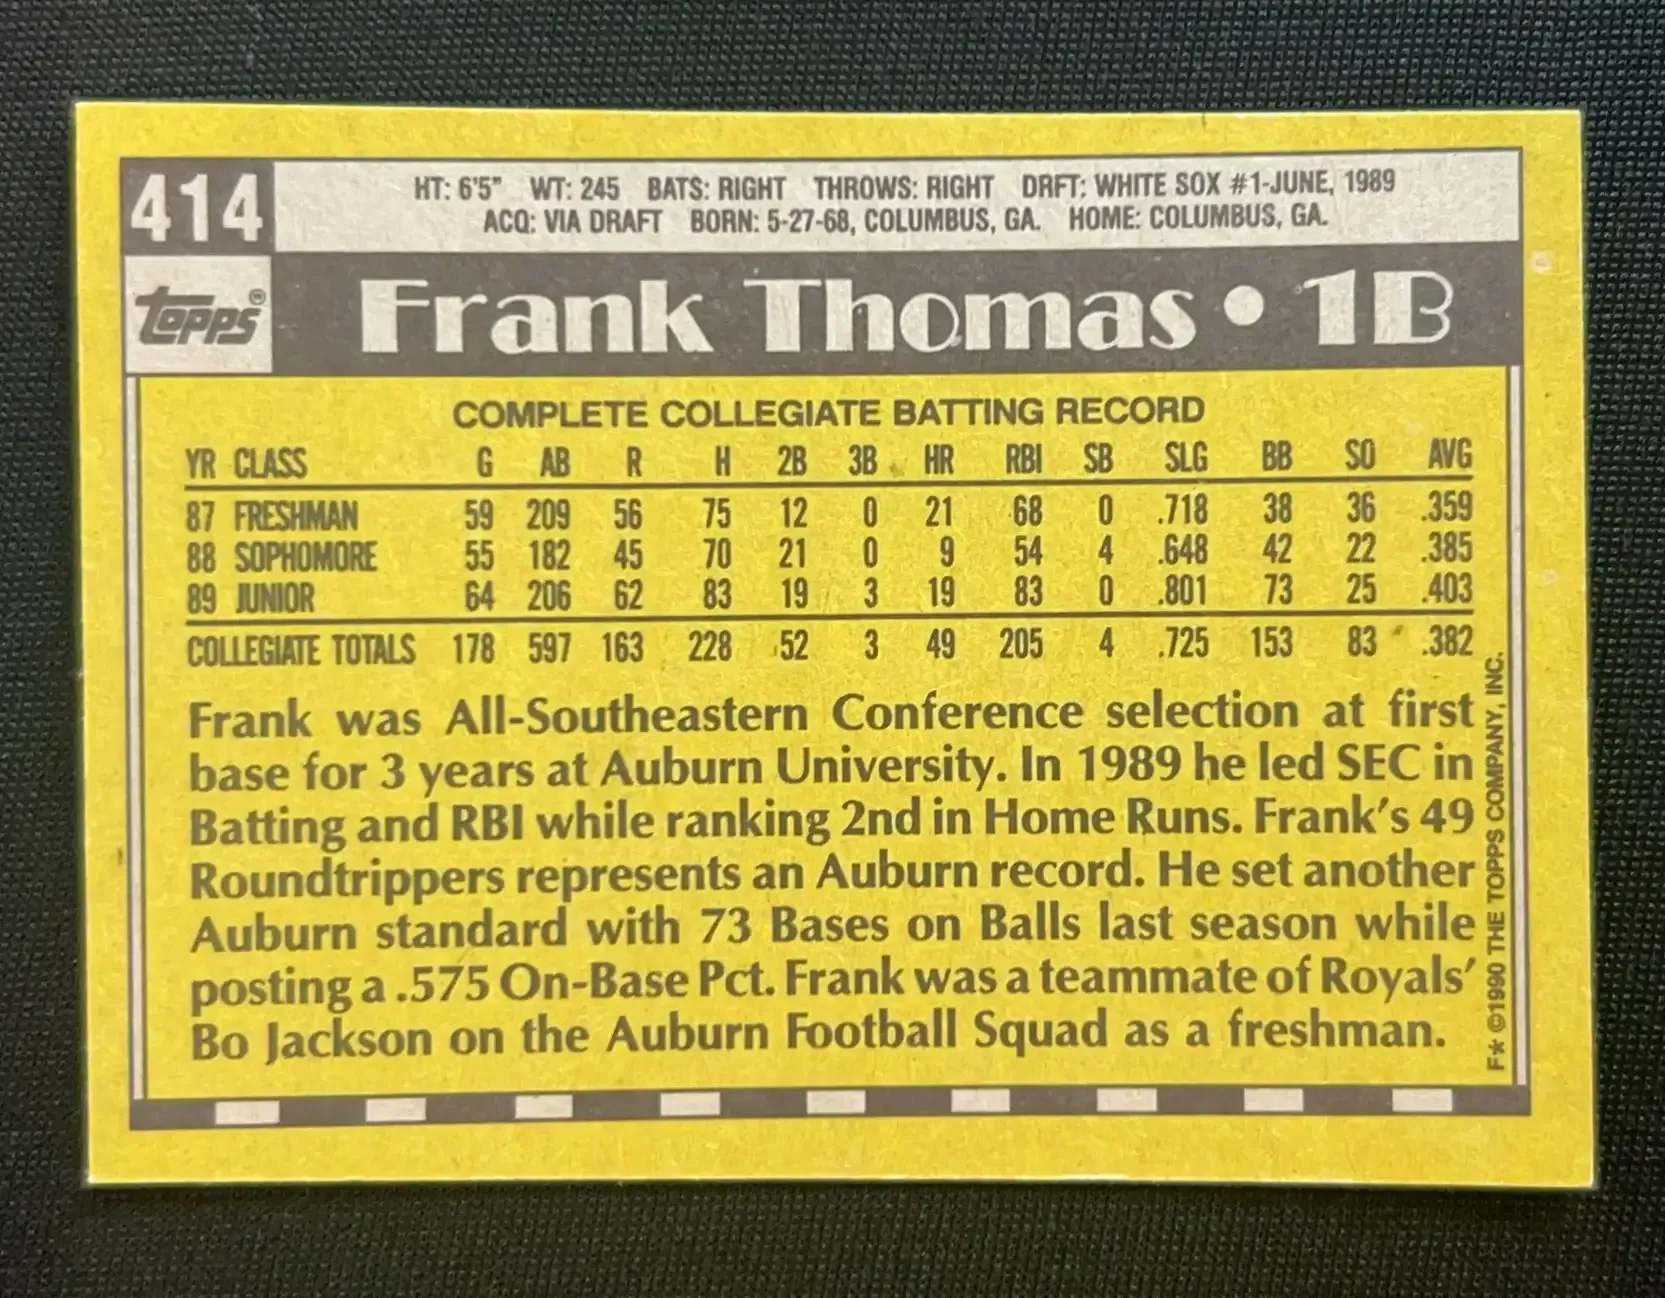 414
HT: 6'5" WT: 245 BATS: RIGHT THROWS: RIGHT DRFT: WHITE SOX #1-JUNE, 1989
ACQ: VIA DRAFT BORN: 5-27-68, COLUMBUS, GA. HOME: COLUMBUS, GA.
topps®
Frank Thomas • 1B
COMPLETE COLLEGIATE BATTING RECORD
YR CLASS G AB R H 2B 3B HR RBI SB SLG BB SO AVG
87 FRESHMAN 59 209 56 75 12 0 21 68 0 .718 38 36 .359
88 SOPHOMORE 55 182 45 70 21 0 9 54 4 .648 42 22 .385
89 JUNIOR 64 206 62 83 19 3 19 83 0 .801 73 25 .403
COLLEGIATE TOTALS 178 597 163 228 52 3 49 205 4 .725 153 83 .382
Frank was All-Southeastern Conference selection at first
base for 3 years at Auburn University. In 1989 he led SEC in
Batting and RBI while ranking 2nd in Home Runs. Frank's 49
Roundtrippers represents an Auburn record. He set another
Auburn standard with 73 Bases on Balls last season while
posting a .575 On-Base Pct. Frank was a teammate of Royals'
Bo Jackson on the Auburn Football Squad as a freshman.
F* ©1990 THE TOPPS COMPANY, INC.